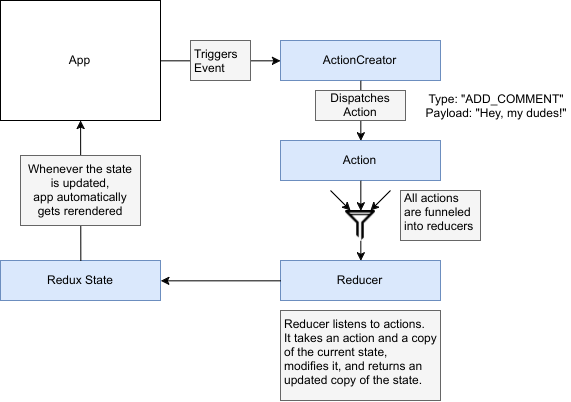 App
Triggers
Event
ActionCreator
Dispatches
Action
Type: "ADD_COMMENT"
Payload: "Hey, my dudes!"
Action
Whenever the state
is updated,
app automatically
gets rerendered
All actions
are funneled
into reducers
Redux State
Reducer
Reducer listens to actions.
It takes an action and a copy
of the current state,
modifies it, and returns an
updated copy of the state.